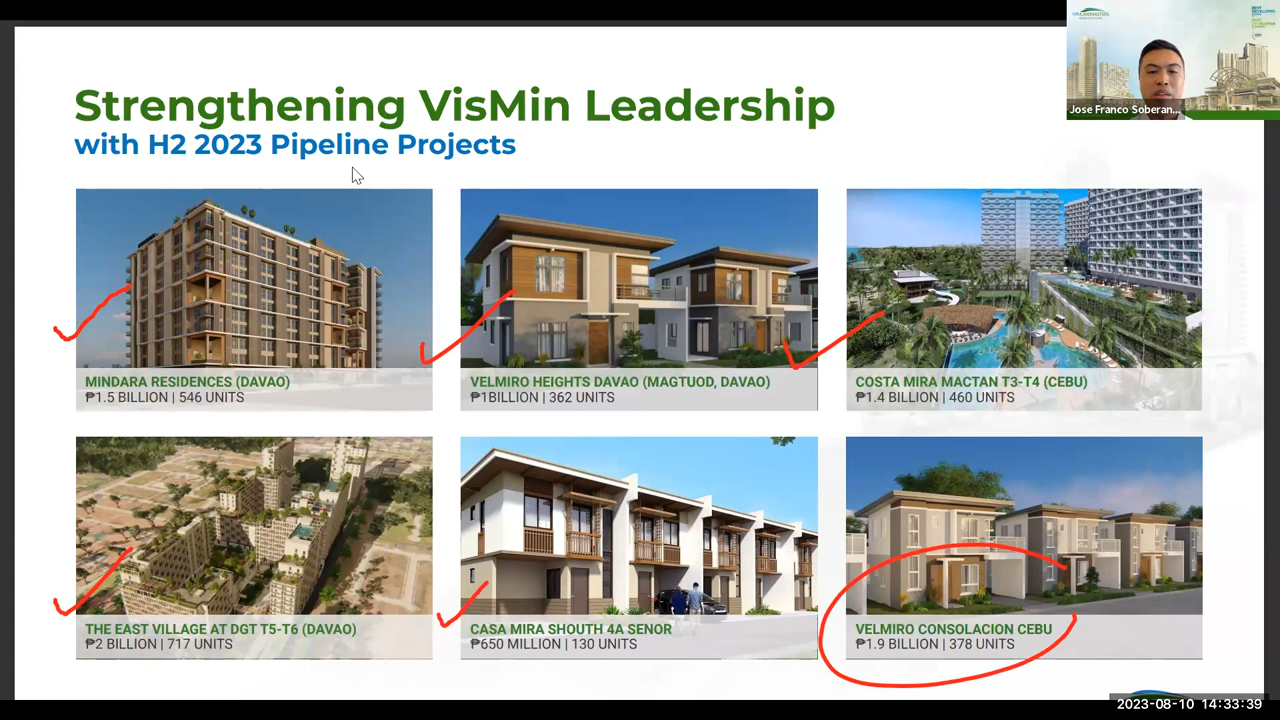 Strengthening VisMin Leadership
with H2 2023 Pipeline Projects
Jose Franco Soberan...
MINDARA RESIDENCES (DAVAO)
₱1.5 BILLION | 546 UNITS
VELMIRO HEIGHTS DAVAO (MAGTUOD, DAVAO)
₱1BILLION | 362 UNITS
COSTA MIRA MACTAN T3-T4 (CEBU)
₱1.4 BILLION | 460 UNITS
THE EAST VILLAGE AT DGT T5-T6 (DAVAO)
₱2 BILLION | 717 UNITS
CASA MIRA SHOUTH 4A SENOR
₱650 MILLION | 130 UNITS
VELMIRO CONSOLACION CEBU
₱1.9 BILLION | 378 UNITS
2023-08-10 14:33:39